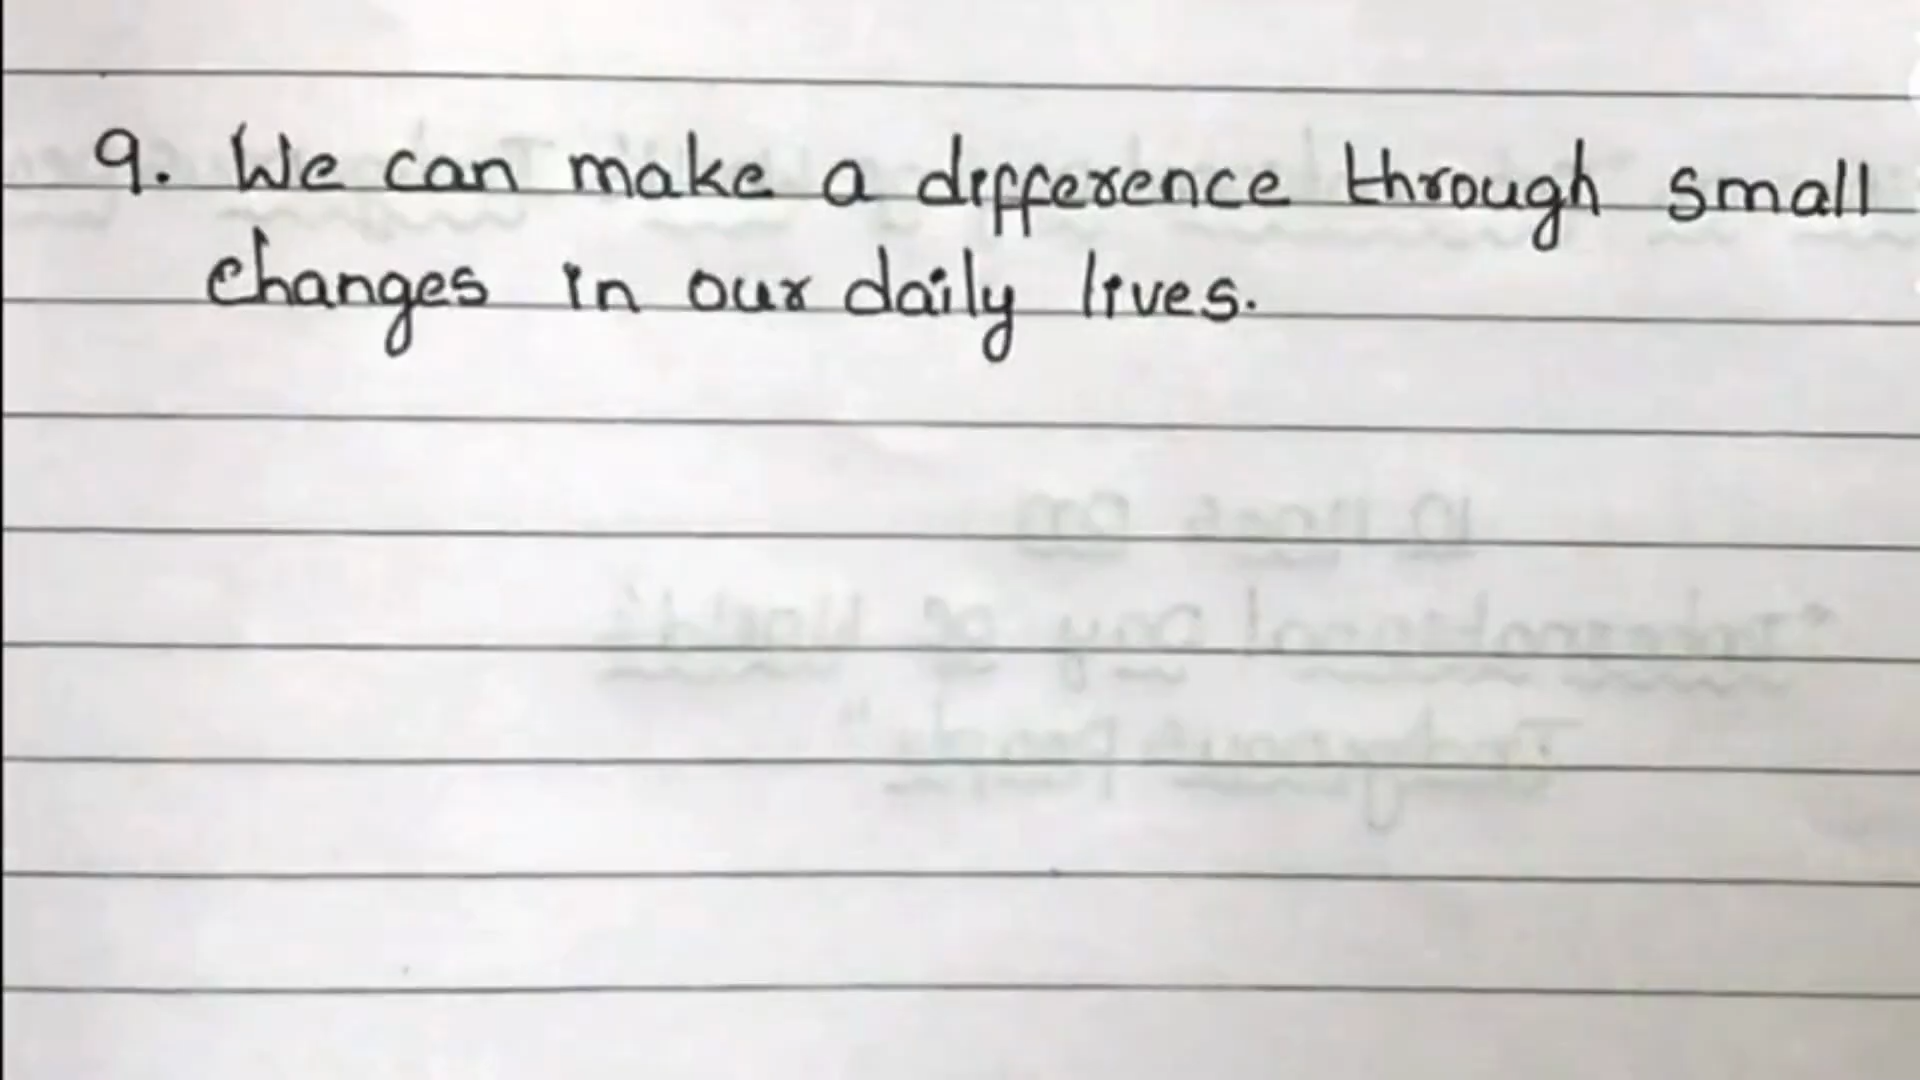 9. We can make a difference through small
changes in our daily lives.